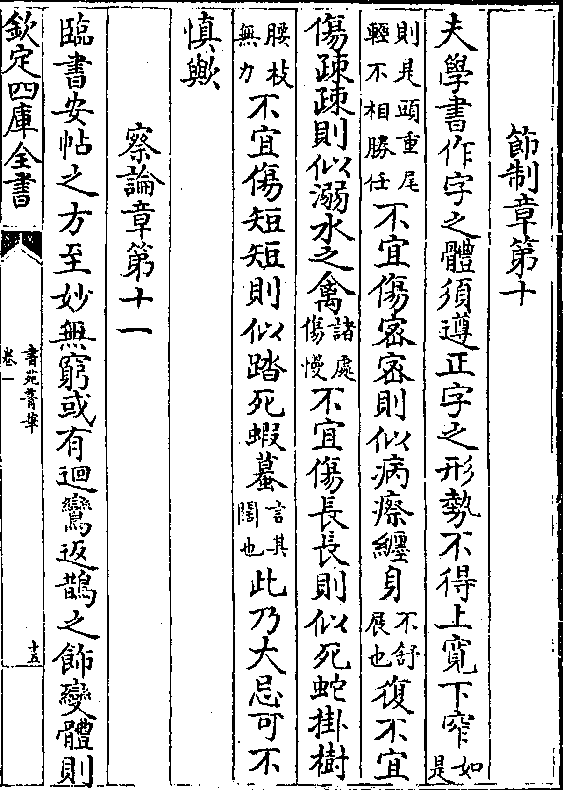 節制章第十
夫學書作字之體須遵正字之形勢不得上寛下窄如是
則是頭重尾輕不相勝任不宜傷宻宻則似病瘵纒身不舒展也復不宜
傷疎疎則似溺水之禽諸處傷慢不宜傷長長則似死蛇掛樹
腰枝無力不宜傷短短則似踏死蝦蟇言其闊也此乃大忌可不
慎歟
察論章第十一
臨書安帖之方至妙無窮或有迴鸞返鵲之飾變體則
欽定四庫全書
書苑菁華
卷一
十五